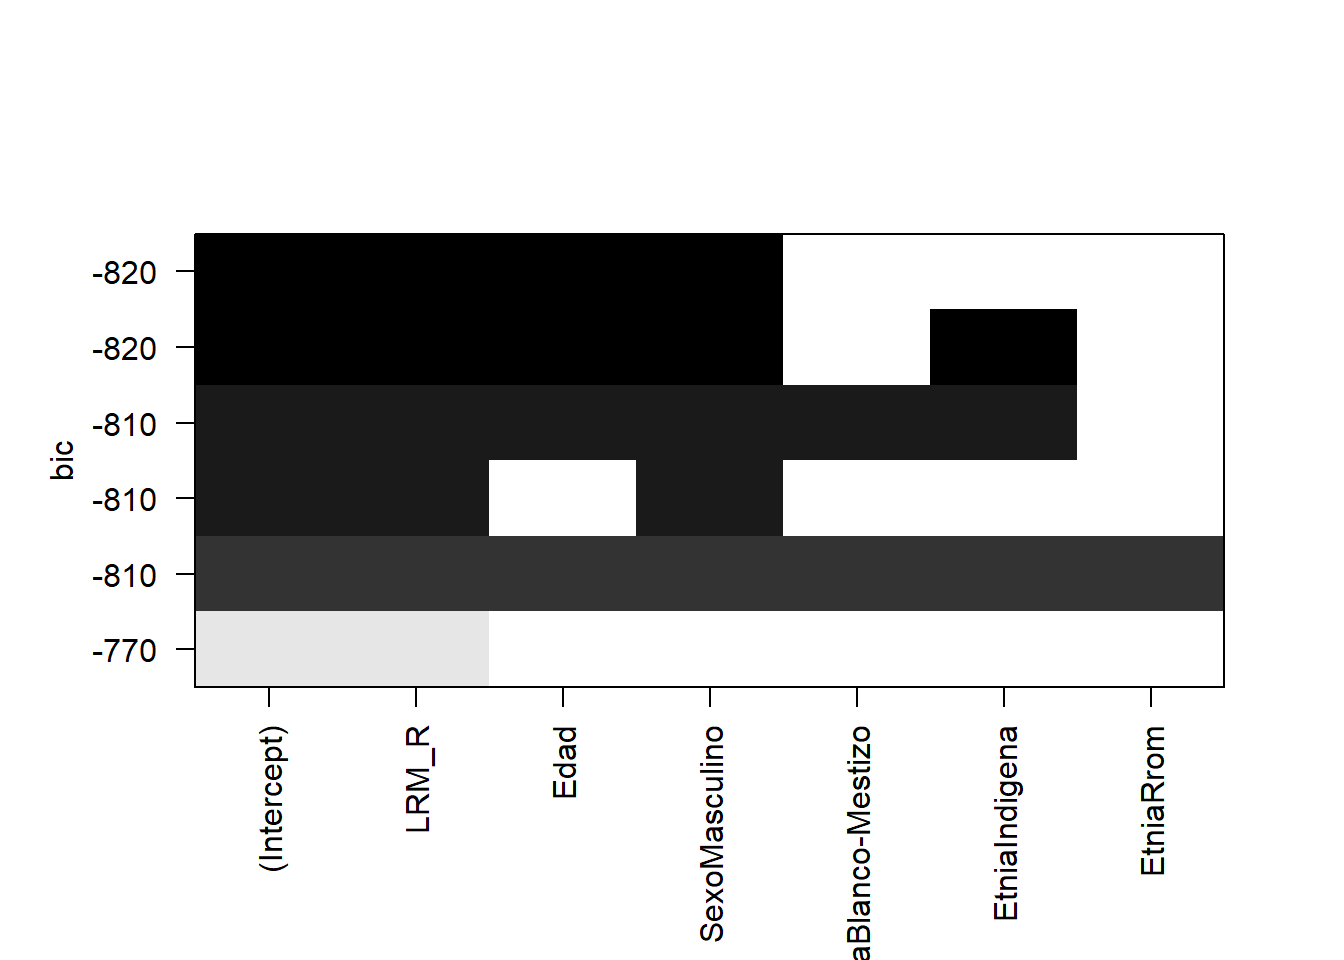 bic
-820
-820
-810
-810
-810
-770
(Intercept)
LRM_R
Edad
SexoMasculino
aBlanco-Mestizo
EtniaIndigena
EtniaRrom